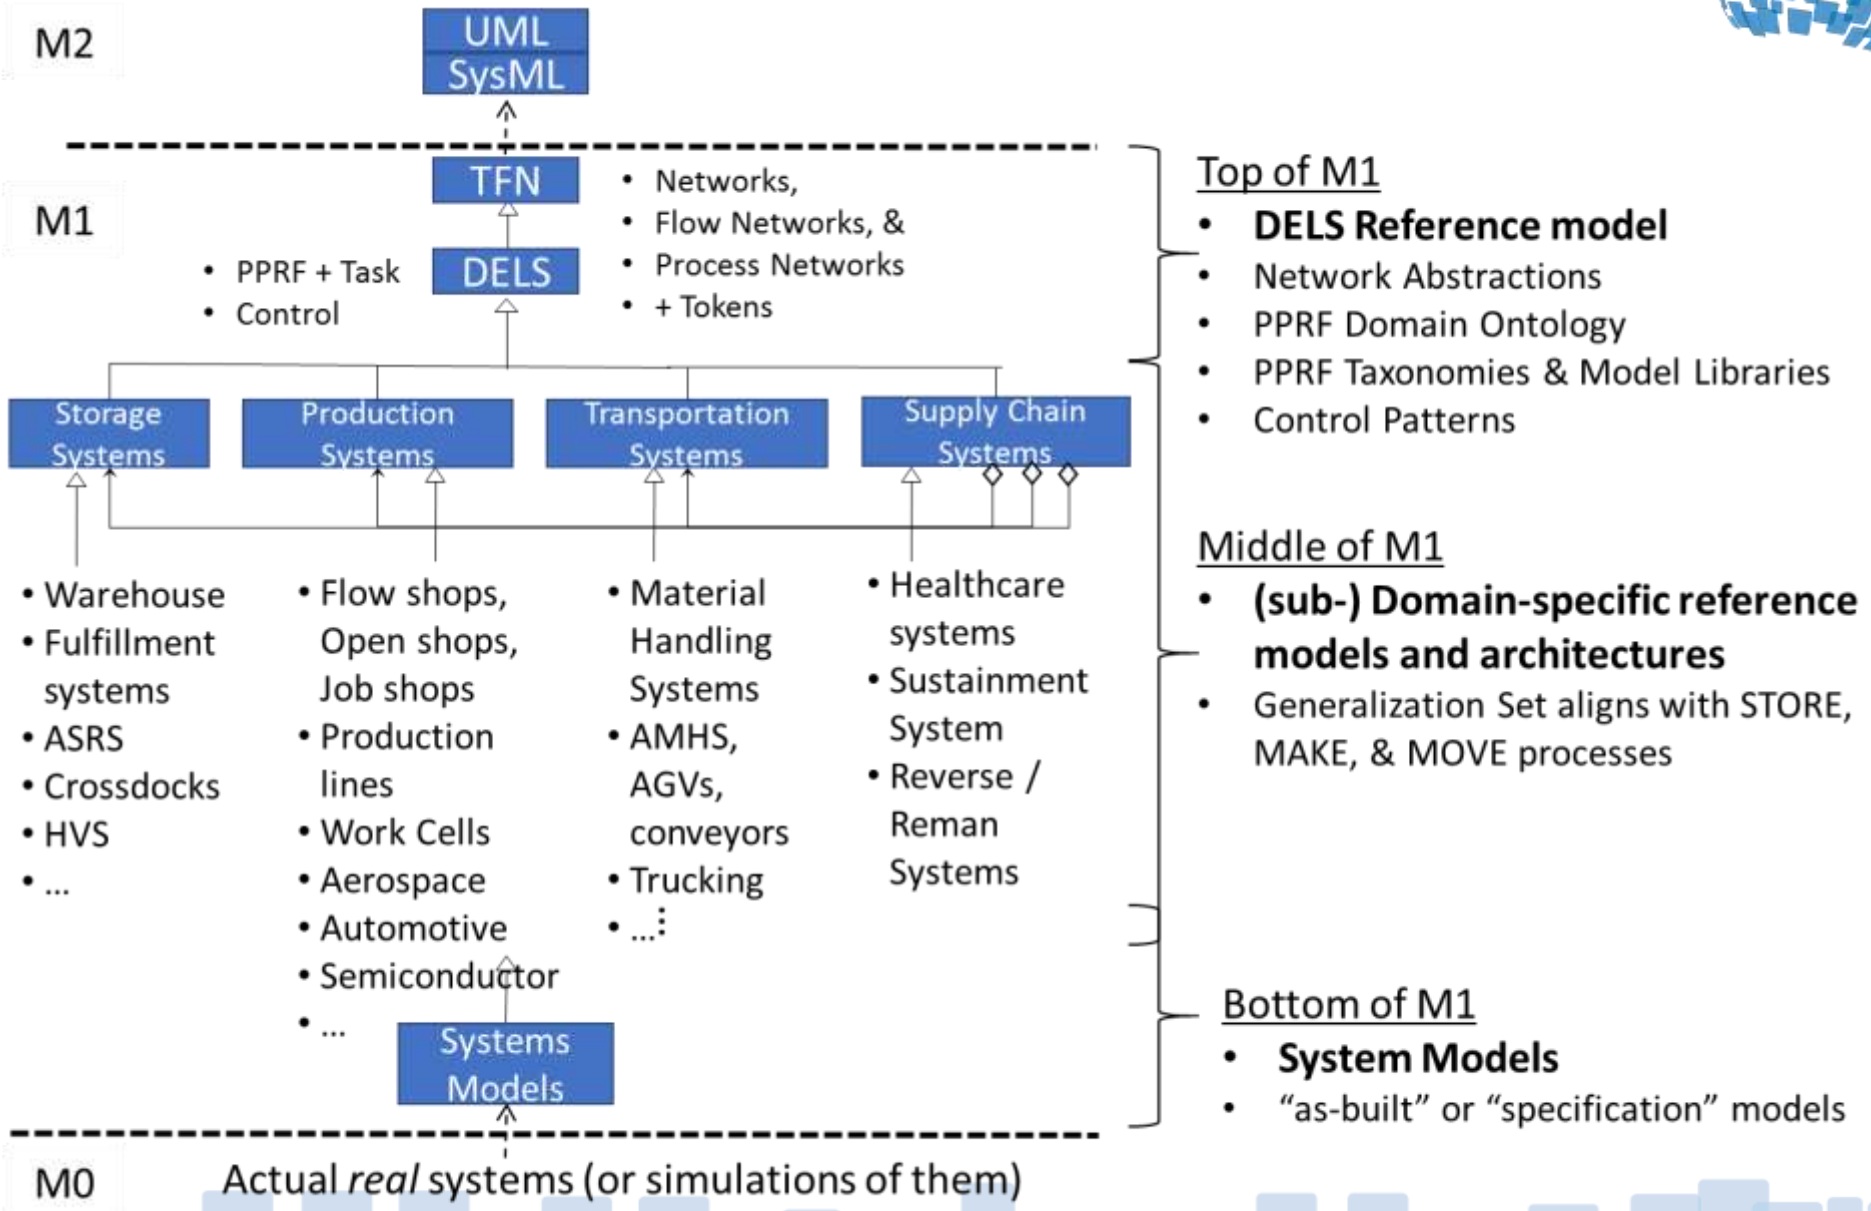 M2
UML
SysML
M1
TFN
• Networks,
• Flow Networks, &
• Process Networks
• + Tokens
DELS
• PPRF + Task
• Control
Storage
Systems
Production
Systems
Transportation
Systems
Supply Chain
Systems
• Warehouse
• Fulfillment
systems
• ASRS
• Crossdocks
• HVS
• ...
• Flow shops,
Open shops,
Job shops
• Production
lines
• Work Cells
• Aerospace
• Automotive
• Semiconductor
• ...
• Material
Handling
Systems
• AMHS,
AGVs,
conveyors
• Trucking
• ...
• Healthcare
systems
• Sustainment
System
• Reverse /
Reman
Systems
Systems
Models
Top of M1
• DELS Reference model
• Network Abstractions
• PPRF Domain Ontology
• PPRF Taxonomies & Model Libraries
• Control Patterns
Middle of M1
• (sub-) Domain-specific reference
models and architectures
• Generalization Set aligns with STORE,
MAKE, & MOVE processes
Bottom of M1
• System Models
• “as-built” or “specification” models
M0
Actual real systems (or simulations of them)